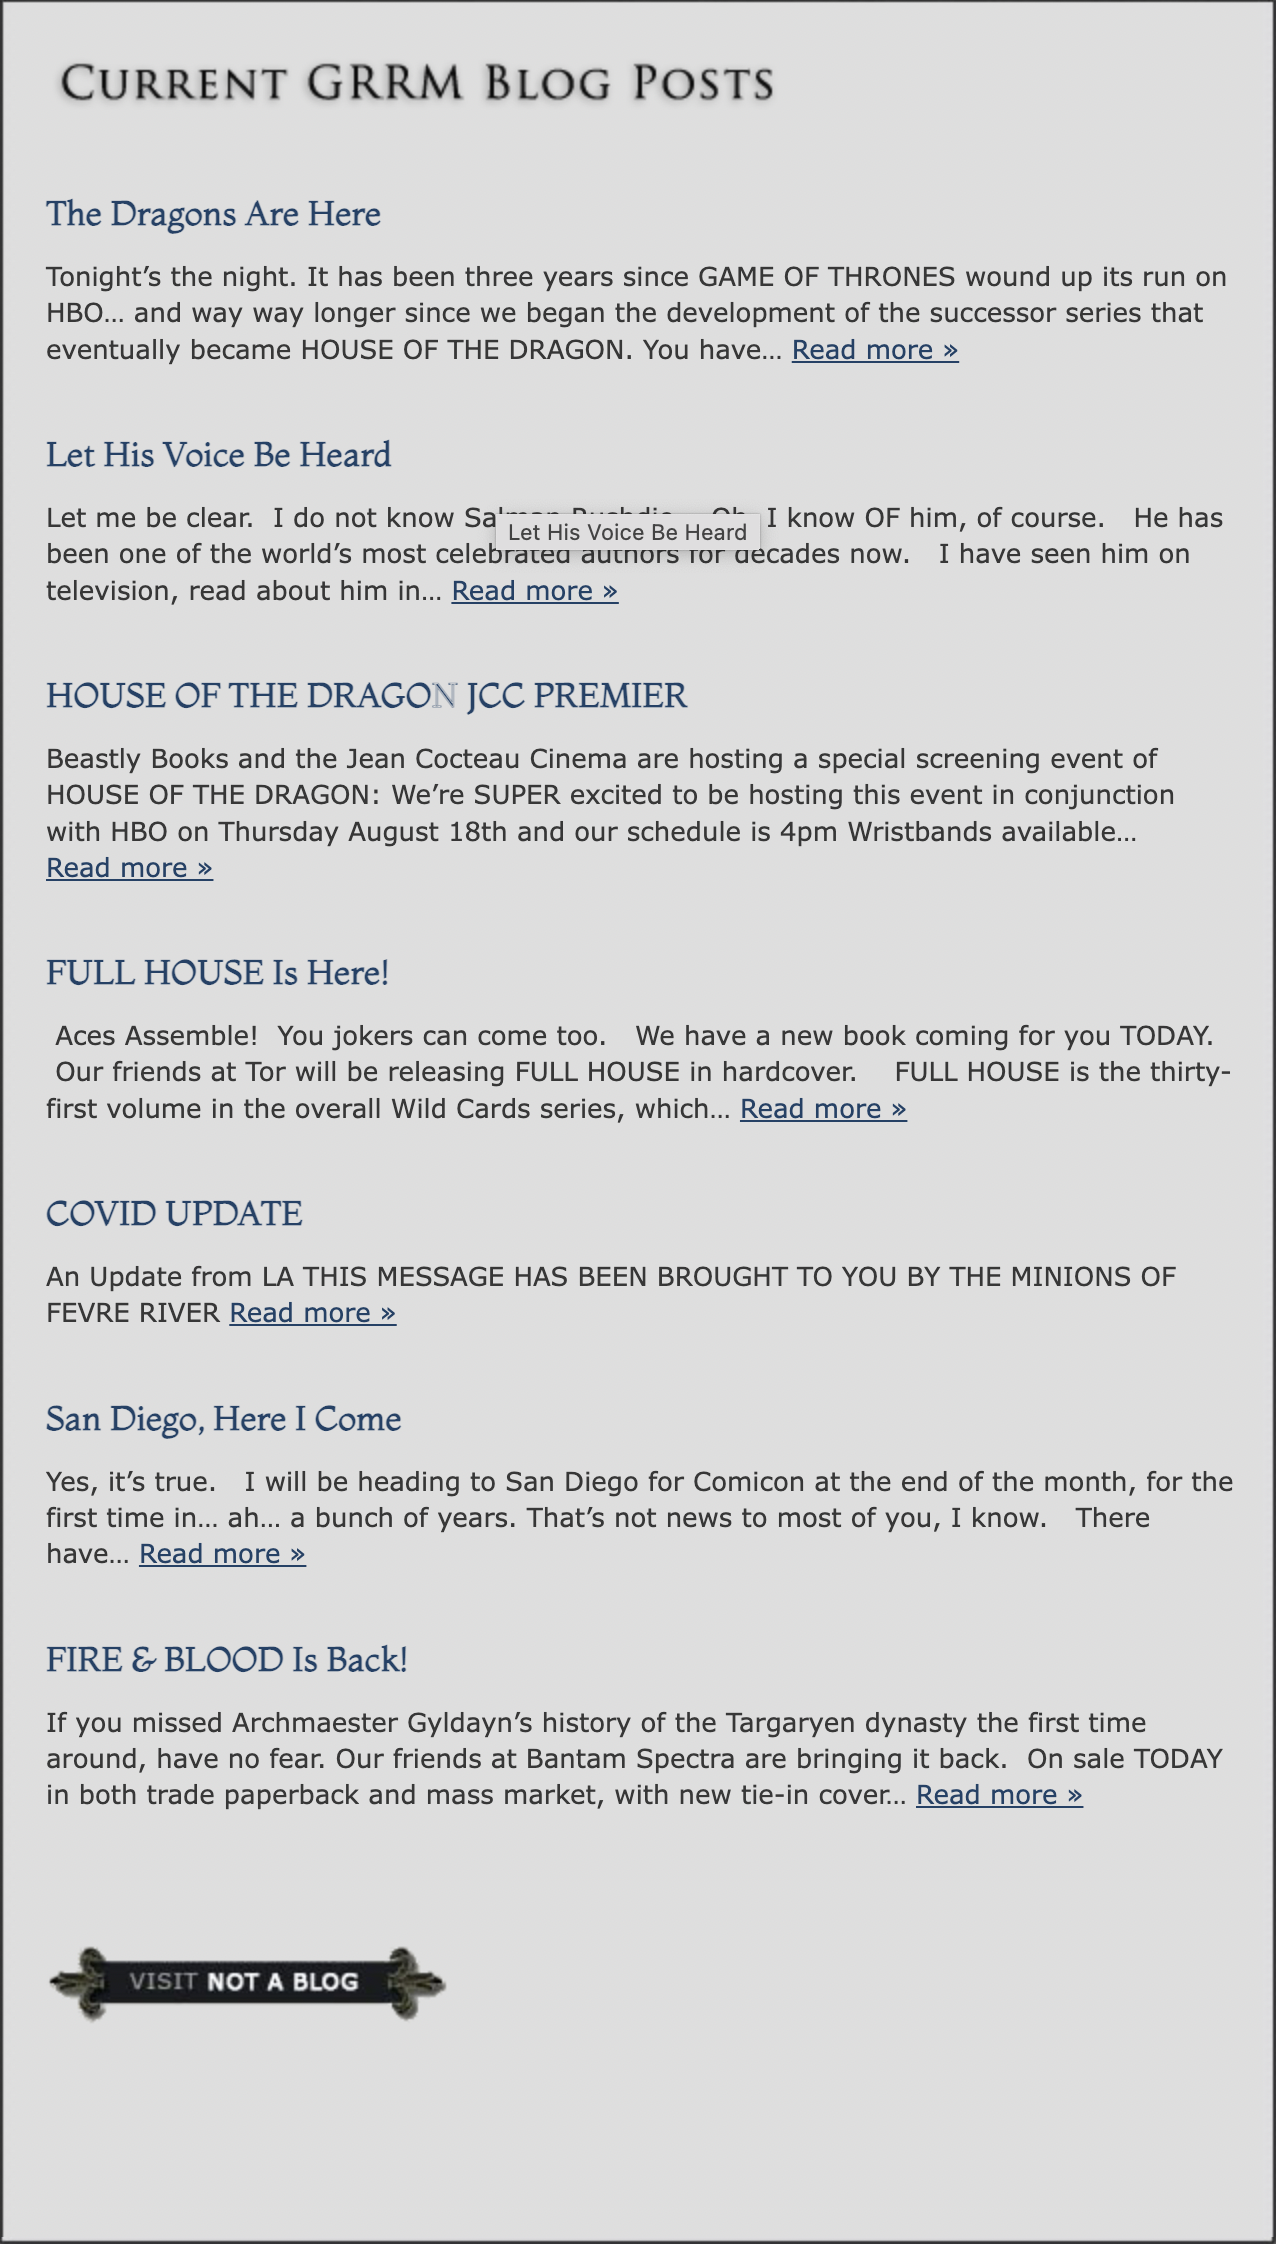 Current GRRM Blog Posts
The Dragons Are Here
Tonight’s the night. It has been three years since GAME OF THRONES wound up its run on
HBO… and way way longer since we began the development of the successor series that
eventually became HOUSE OF THE DRAGON. You have… Read more »
Let His Voice Be Heard
Let me be clear.  I do not know Salman Rushdie.   Oh, I know OF him, of course.   He has
Let His Voice Be Heard
been one of the world’s most celebrated authors for decades now.   I have seen him on
television, read about him in… Read more »
HOUSE OF THE DRAGON JCC PREMIER
Beastly Books and the Jean Cocteau Cinema are hosting a special screening event of
HOUSE OF THE DRAGON: We’re SUPER excited to be hosting this event in conjunction
with HBO on Thursday August 18th and our schedule is 4pm Wristbands available…
Read more »
FULL HOUSE Is Here!
Aces Assemble!  You jokers can come too.   We have a new book coming for you TODAY.
Our friends at Tor will be releasing FULL HOUSE in hardcover.    FULL HOUSE is the thirty-
first volume in the overall Wild Cards series, which… Read more »
COVID UPDATE
An Update from LA THIS MESSAGE HAS BEEN BROUGHT TO YOU BY THE MINIONS OF
FEVRE RIVER Read more »
San Diego, Here I Come
Yes, it’s true.   I will be heading to San Diego for Comicon at the end of the month, for the
first time in… ah… a bunch of years. That’s not news to most of you, I know.   There
have… Read more »
FIRE & BLOOD Is Back!
If you missed Archmaester Gyldayn’s history of the Targaryen dynasty the first time
around, have no fear. Our friends at Bantam Spectra are bringing it back.  On sale TODAY
in both trade paperback and mass market, with new tie-in cover… Read more »
VISIT NOT A BLOG